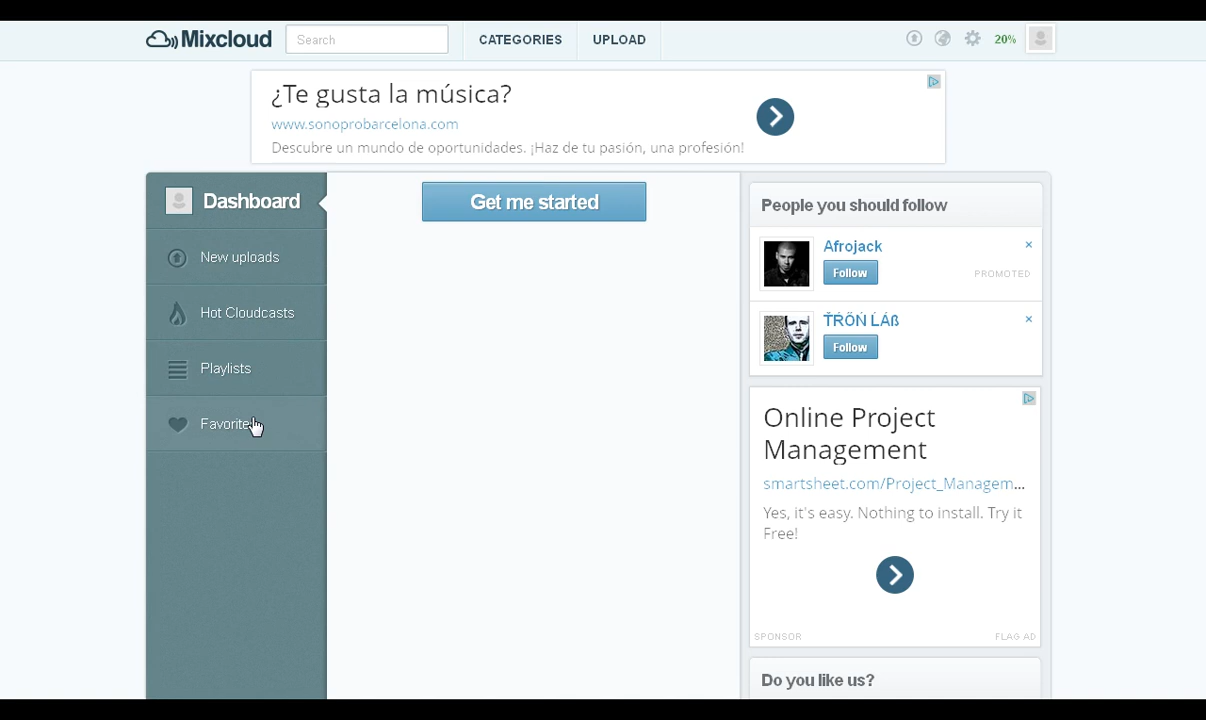 Mixcloud
Search
CATEGORIES
UPLOAD
20%
¿Te gusta la música?
www.sonoprobarcelona.com
Descubre un mundo de oportunidades. ¡Haz de tu pasión, una profesión!
Dashboard
New uploads
Hot Cloudcasts
Playlists
Favorite
Get me started
People you should follow
Afrojack
Follow
PROMOTED
ŤŘŐŃ ĹÁß
Follow
Online Project
Management
smartsheet.com/Project_Managem...
Yes, it's easy. Nothing to install. Try it
Free!
SPONSOR
FLAG AD
Do you like us?